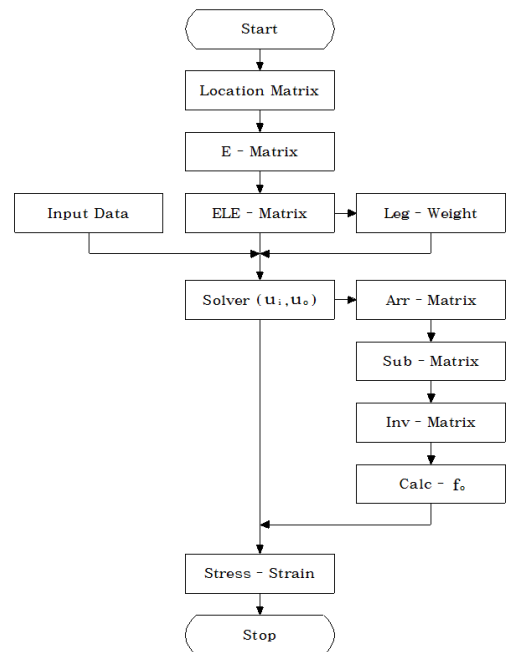 Start
Location Matrix
E - Matrix
Input Data
ELE - Matrix
Leg - Weight
Solver (uᵢ,uₒ)
Arr - Matrix
Sub - Matrix
Inv - Matrix
Calc - fₒ
Stress - Strain
Stop